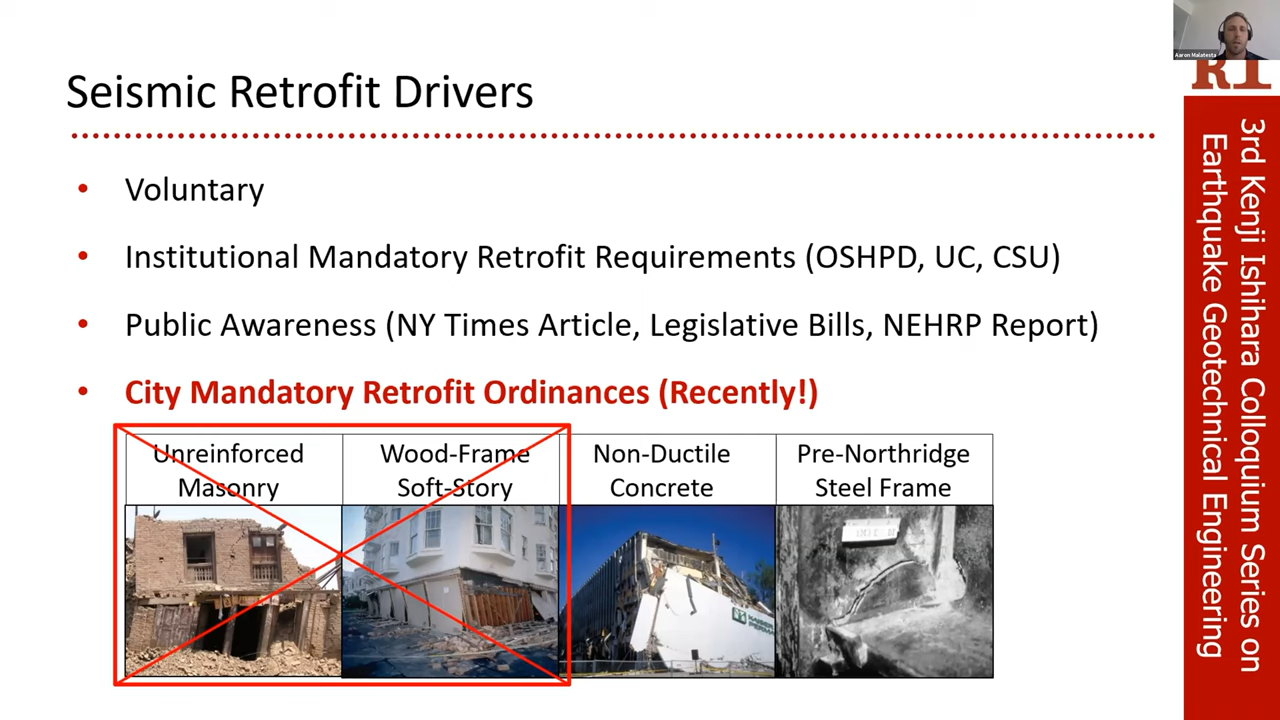 Aaron Malatesta
Seismic Retrofit Drivers
• Voluntary
• Institutional Mandatory Retrofit Requirements (OSHPD, UC, CSU)
• Public Awareness (NY Times Article, Legislative Bills, NEHRP Report)
• City Mandatory Retrofit Ordinances (Recently!)
Unreinforced
Masonry
Wood-Frame
Soft-Story
Non-Ductile
Concrete
Pre-Northridge
Steel Frame
3rd Kenji Ishihara Colloquium Series on
Earthquake Geotechnical Engineering